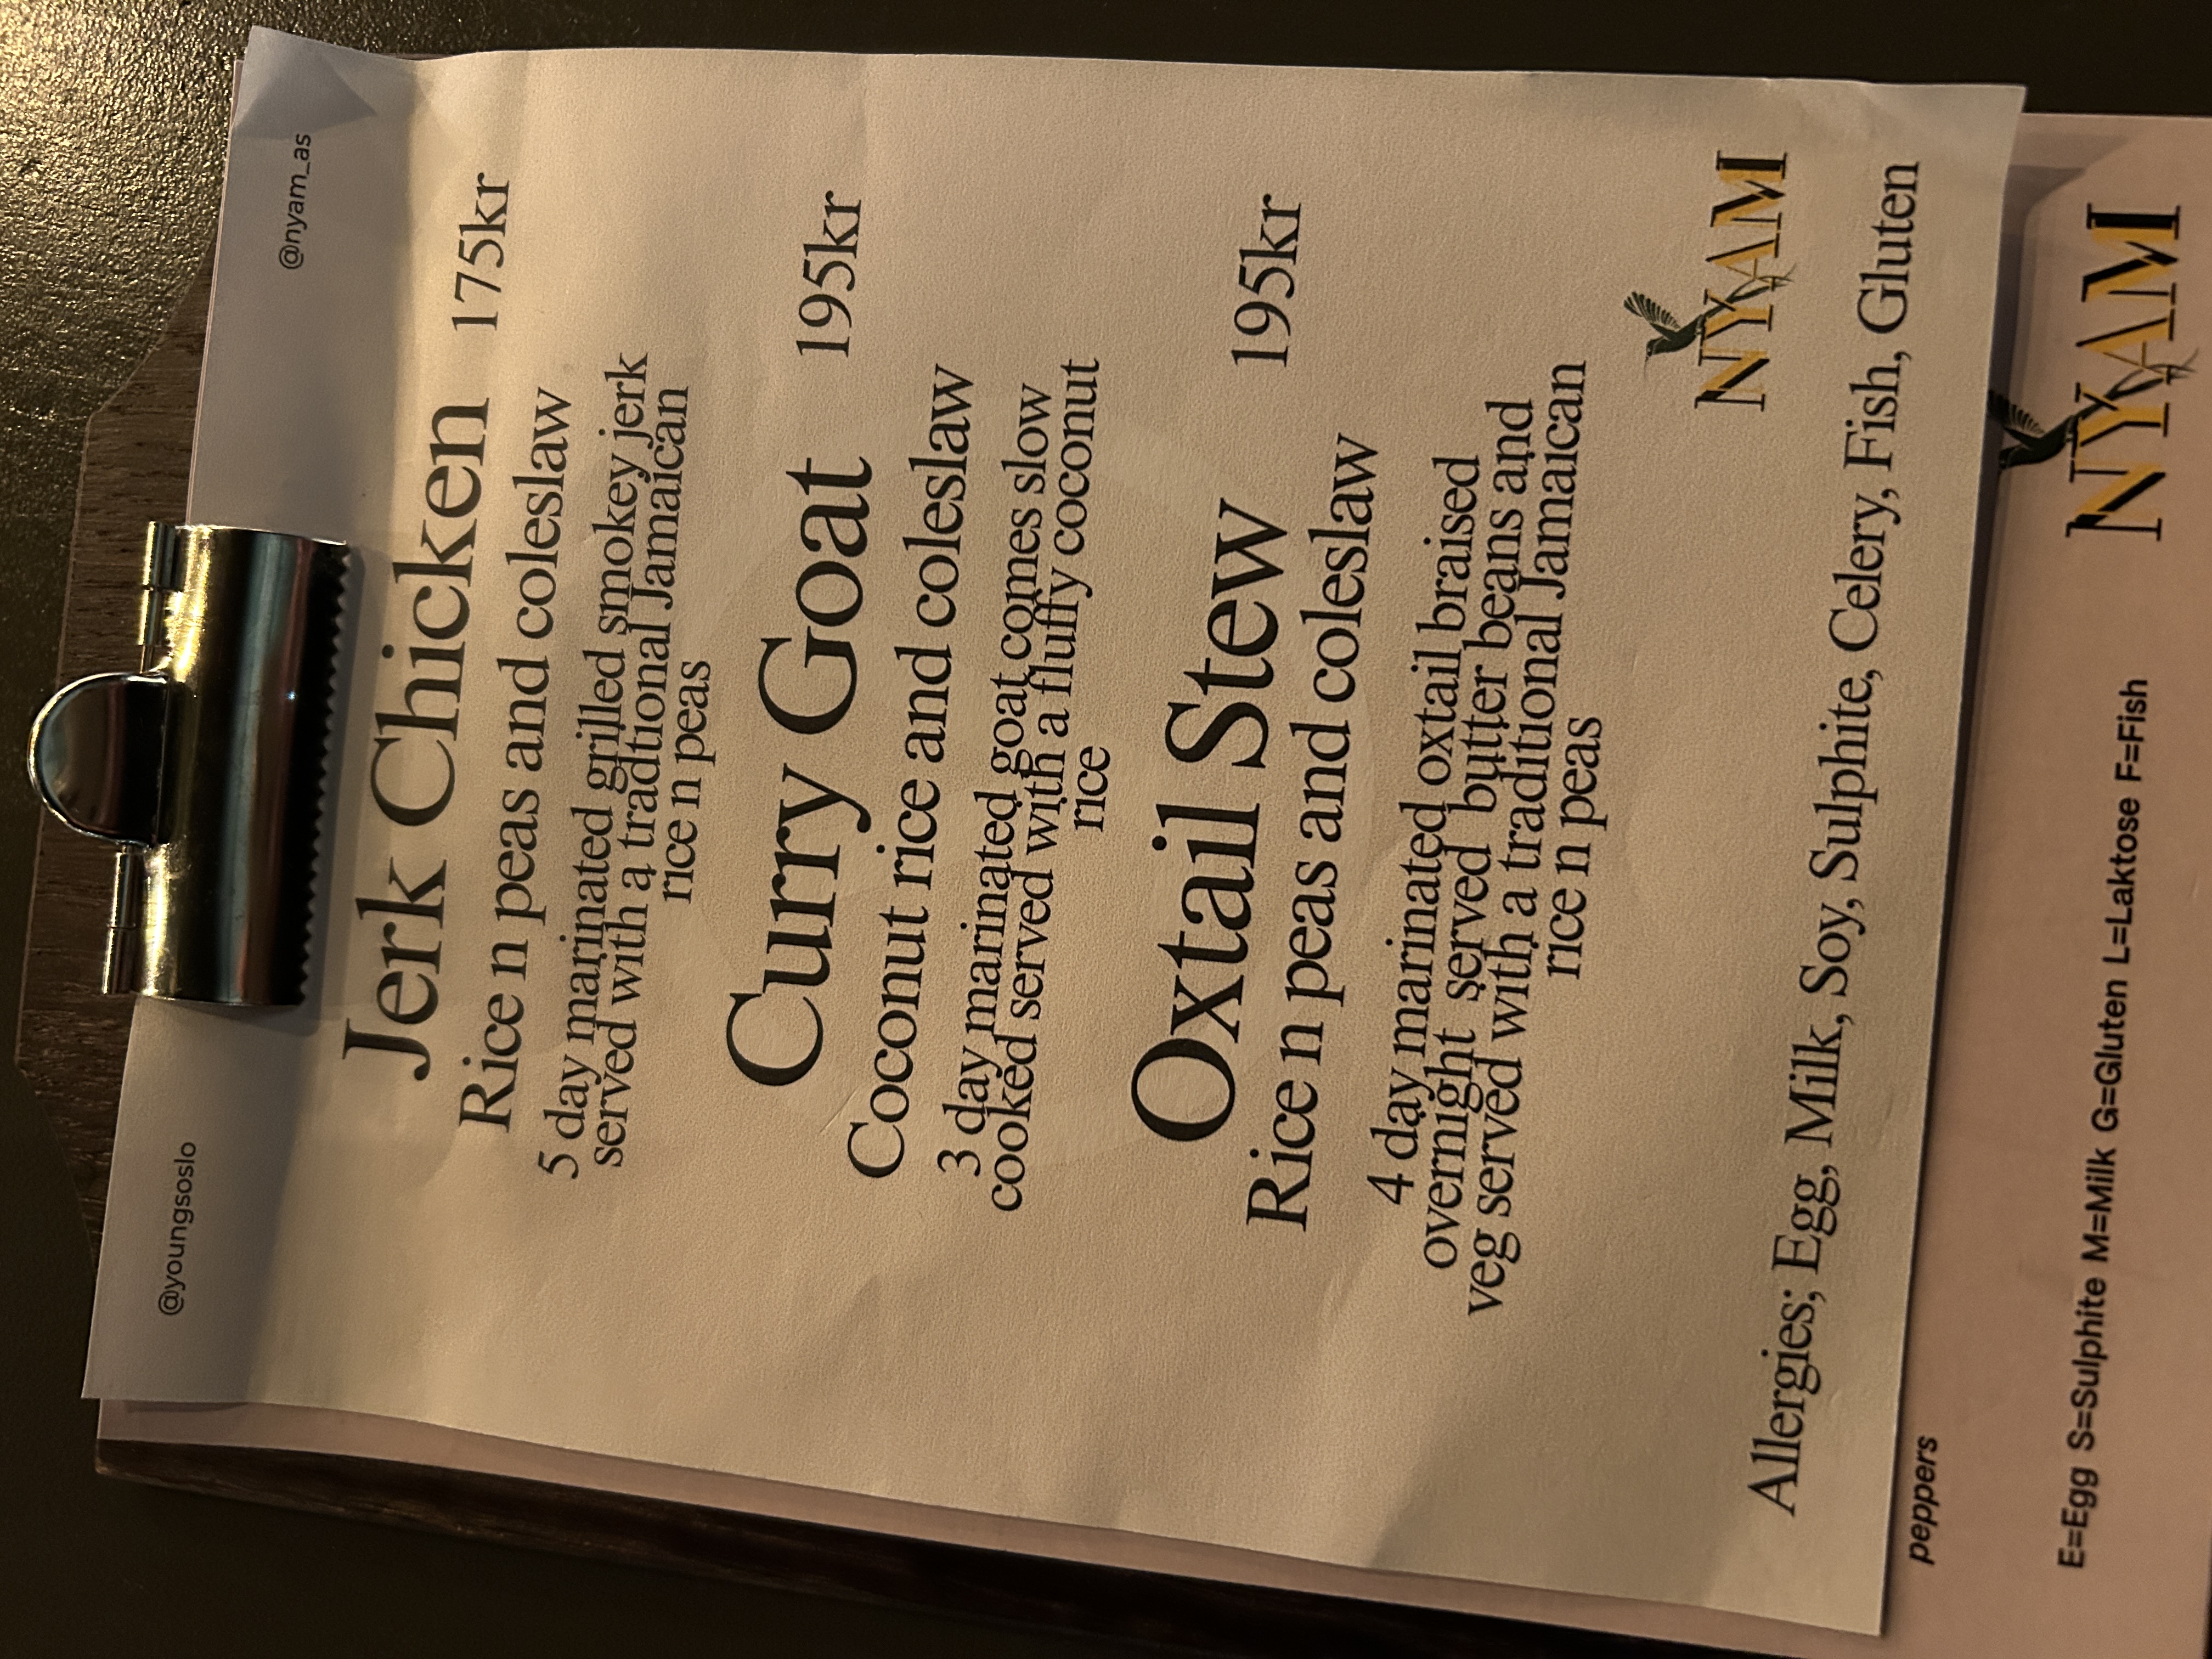 @youngsoslo
@nyam_as
Jerk Chicken 175kr
Rice n peas and coleslaw
5 day marinated grilled smokey jerk
served with a tradtional Jamaican
rice n peas
Curry Goat 195kr
Coconut rice and coleslaw
3 day marinated goat comes slow
cooked served with a fluffy coconut
rice
Oxtail Stew 195kr
Rice n peas and coleslaw
4 day marinated oxtail braised
overnight served butter beans and
veg served with a traditional Jamaican
rice n peas
NYAM
Allergies; Egg, Milk, Soy, Sulphite, Celery, Fish, Gluten
peppers
E=Egg S=Sulphite M=Milk G=Gluten L=Laktose F=Fish
NYAM